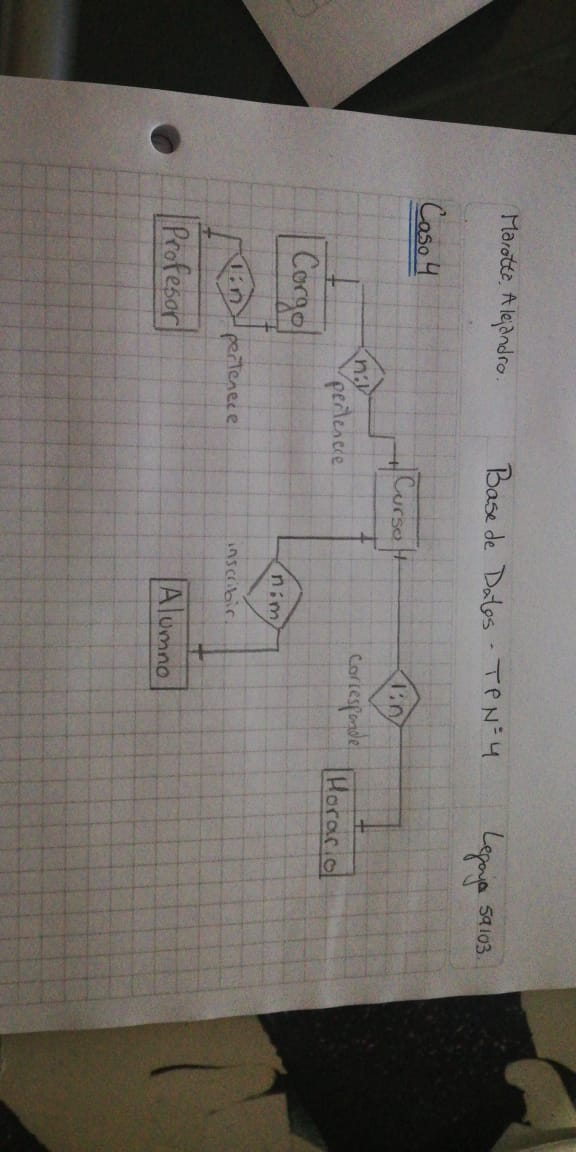 Marotta, Alejandro. Base de Datos - TP N=4 Legajo 59103.
Caso 4
Curso
Cargo
n:1
pertenece
1:n
corresponde
Horario
1:n
pertenece
n:m
inscribir
Profesor
Alumno